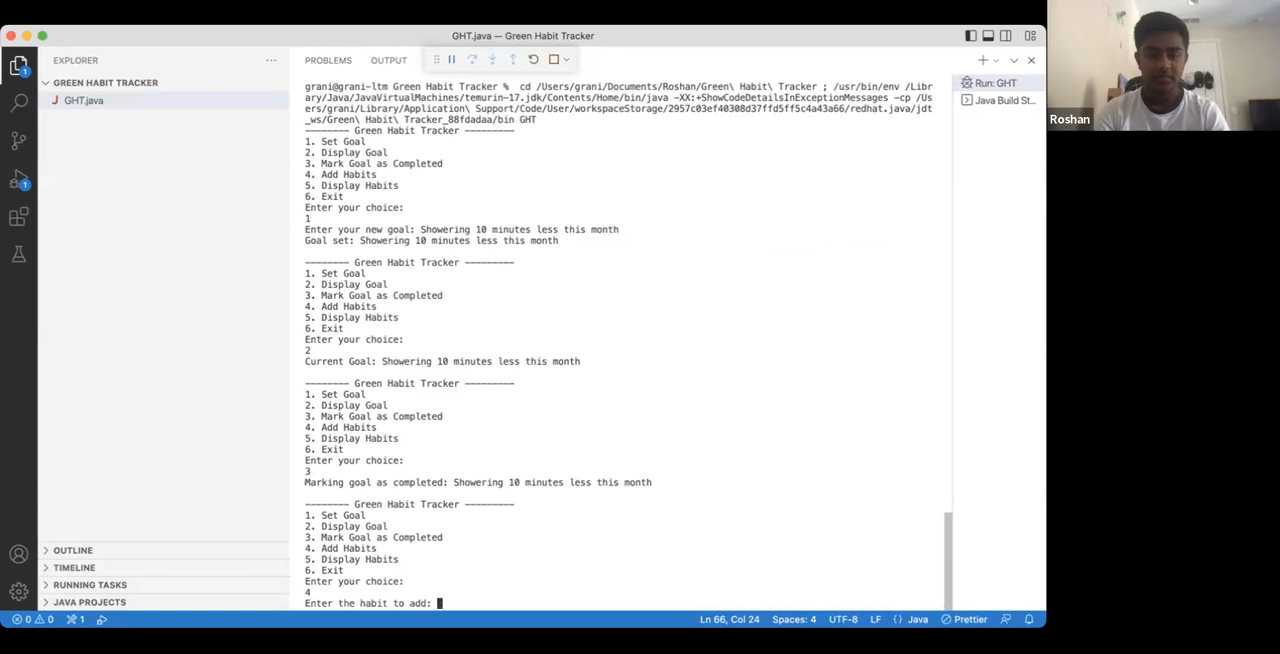 GHT.java — Green Habit Tracker
EXPLORER
GREEN HABIT TRACKER
J GHT.java
OUTLINE
TIMELINE
RUNNING TASKS
JAVA PROJECTS
PROBLEMS OUTPUT
grani@grani-ltm Green Habit Tracker %  cd /Users/grani/Documents/Roshan/Green\ Habit\ Tracker ; /usr/bin/env /Libr
ary/Java/JavaVirtualMachines/temurin-17.jdk/Contents/Home/bin/java -XX:+ShowCodeDetailsInExceptionMessages -cp /Us
ers/grani/Library/Application\ Support/Code/User/workspaceStorage/2957c03ef40308d37ffd5ff5c4a43a66/redhat.java/jdt
_ws/Green\ Habit\ Tracker_88fdadaa/bin GHT
-------- Green Habit Tracker ---------
1. Set Goal
2. Display Goal
3. Mark Goal as Completed
4. Add Habits
5. Display Habits
6. Exit
Enter your choice:
1
Enter your new goal: Showering 10 minutes less this month
Goal set: Showering 10 minutes less this month
-------- Green Habit Tracker ---------
1. Set Goal
2. Display Goal
3. Mark Goal as Completed
4. Add Habits
5. Display Habits
6. Exit
Enter your choice:
2
Current Goal: Showering 10 minutes less this month
-------- Green Habit Tracker ---------
1. Set Goal
2. Display Goal
3. Mark Goal as Completed
4. Add Habits
5. Display Habits
6. Exit
Enter your choice:
3
Marking goal as completed: Showering 10 minutes less this month
-------- Green Habit Tracker ---------
1. Set Goal
2. Display Goal
3. Mark Goal as Completed
4. Add Habits
5. Display Habits
6. Exit
Enter your choice:
4
Enter the habit to add:
Run: GHT
Java Build St...
Roshan
1
1
0 0 1
Ln 66, Col 24 Spaces: 4 UTF-8 LF {} Java Prettier